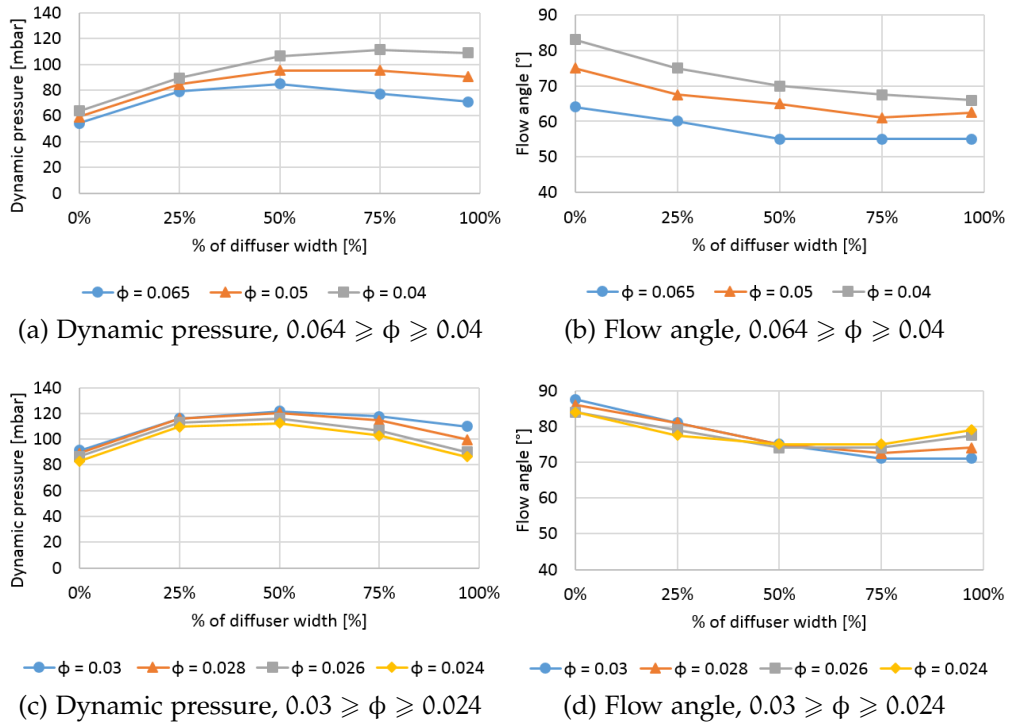 Dynamic pressure [mbar]
140
120
100
80
60
40
20
0
0% 25% 50% 75% 100%
% of diffuser width [%]
ϕ = 0.065 ϕ = 0.05 ϕ = 0.04
(a) Dynamic pressure, 0.064 ⩾ ϕ ⩾ 0.04
Flow angle [°]
90
80
70
60
50
40
0% 25% 50% 75% 100%
% of diffuser width [%]
ϕ = 0.065 ϕ = 0.05 ϕ = 0.04
(b) Flow angle, 0.064 ⩾ ϕ ⩾ 0.04
Dynamic pressure [mbar]
140
120
100
80
60
40
20
0
0% 25% 50% 75% 100%
% of diffuser width [%]
ϕ = 0.03 ϕ = 0.028 ϕ = 0.026 ϕ = 0.024
(c) Dynamic pressure, 0.03 ⩾ ϕ ⩾ 0.024
Flow angle [°]
90
80
70
60
50
40
0% 25% 50% 75% 100%
% of diffuser width [%]
ϕ = 0.03 ϕ = 0.028 ϕ = 0.026 ϕ = 0.024
(d) Flow angle, 0.03 ⩾ ϕ ⩾ 0.024